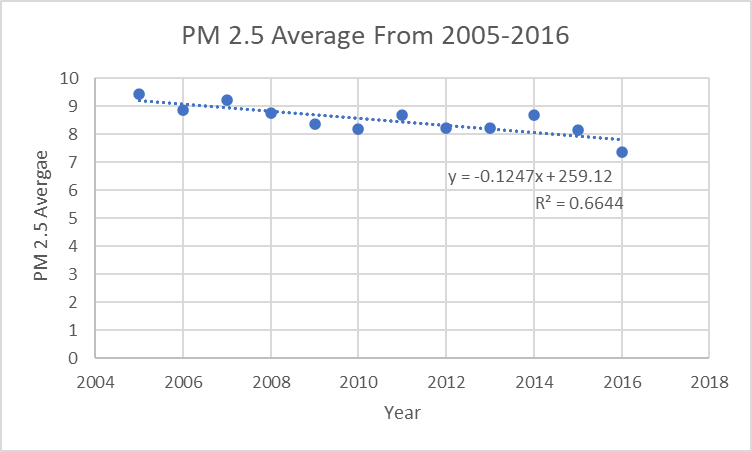 PM 2.5 Average From 2005-2016
10
9
8
7
6
5
4
3
2
1
0
PM 2.5 Avergae
y = -0.1247x + 259.12
R² = 0.6644
2004 2006 2008 2010 2012 2014 2016 2018
Year